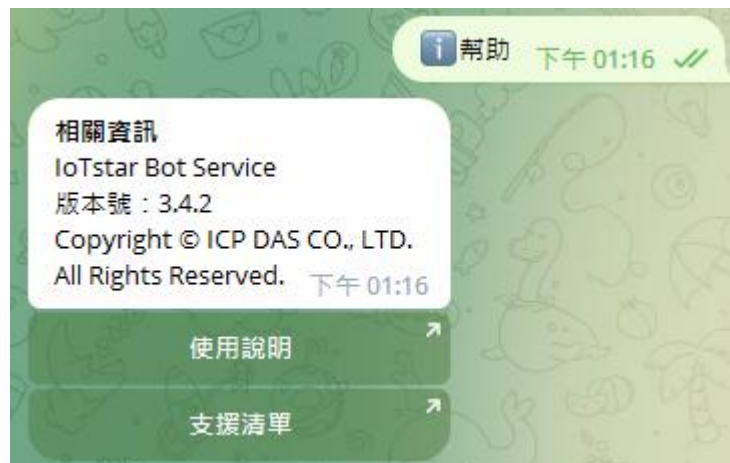 ℹ️幫助 下午 01:16
相關資訊
IoTstar Bot Service
版本號：3.4.2
Copyright © ICP DAS CO., LTD.
All Rights Reserved. 下午 01:16
使用說明
支援清單